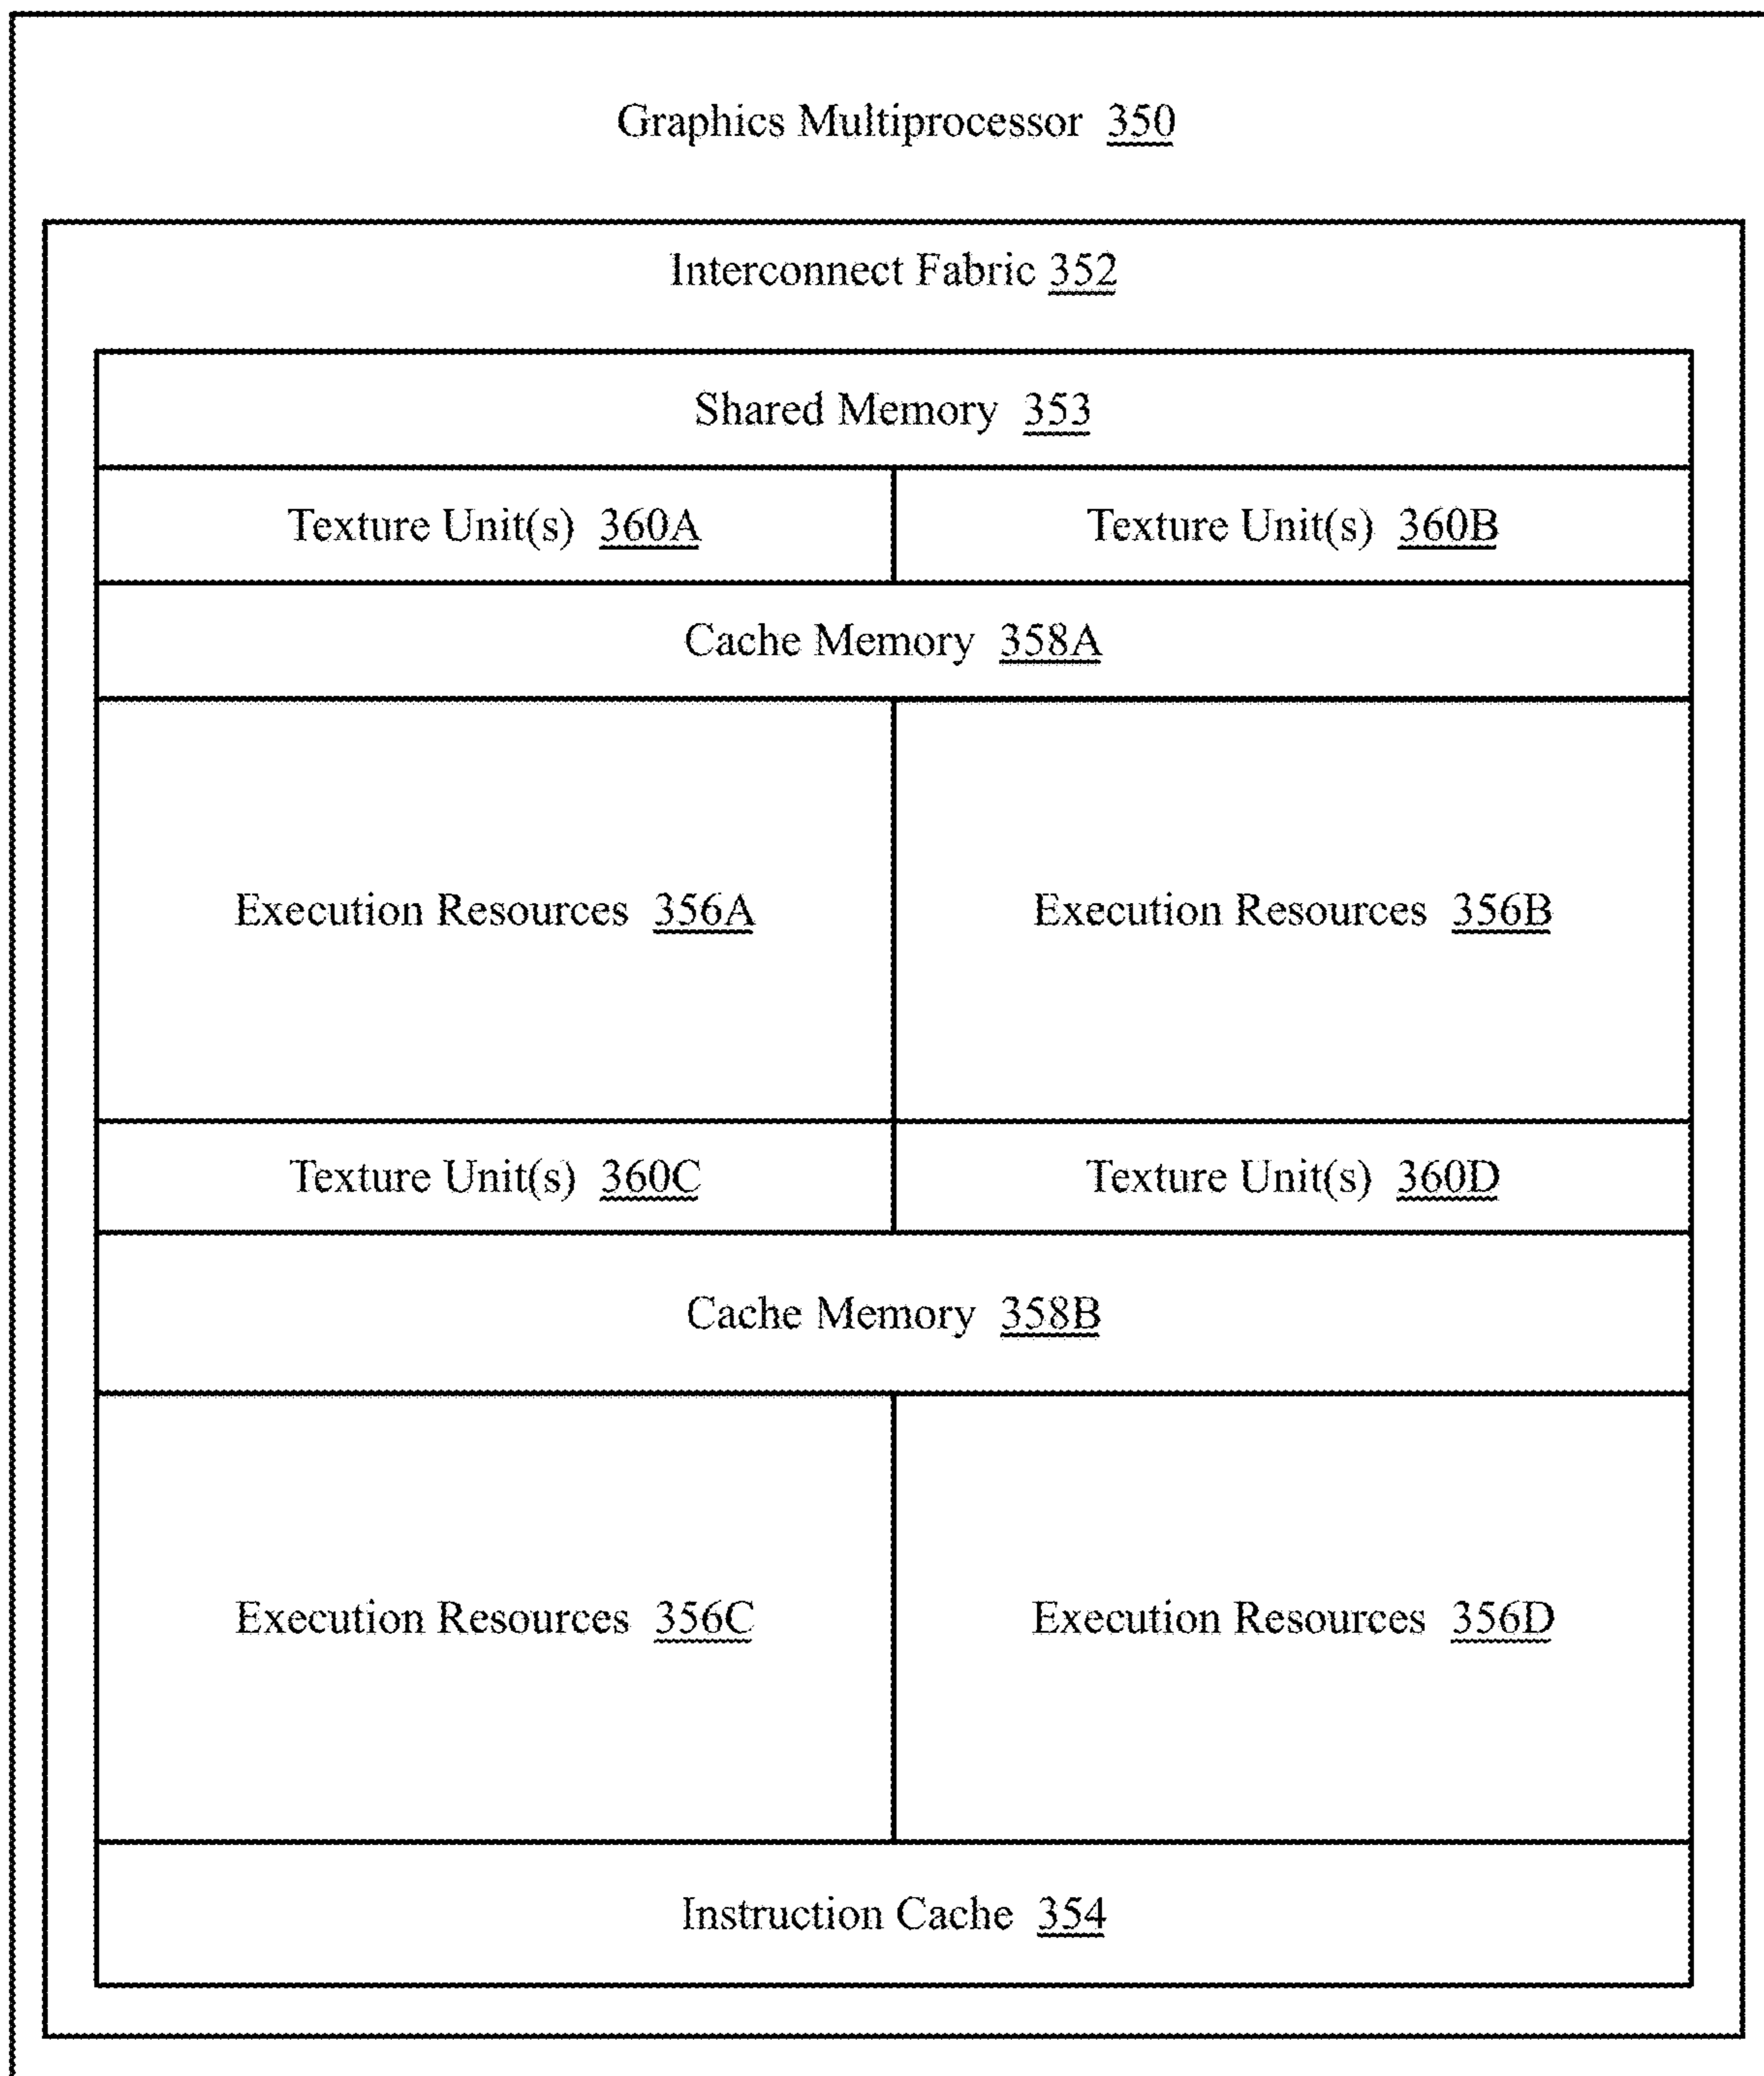 Graphics Multiprocessor 350
Interconnect Fabric 352
Shared Memory 353
Texture Unit(s) 360A
Texture Unit(s) 360B
Cache Memory 358A
Execution Resources 356A
Execution Resources 356B
Texture Unit(s) 360C
Texture Unit(s) 360D
Cache Memory 358B
Execution Resources 356C
Execution Resources 356D
Instruction Cache 354